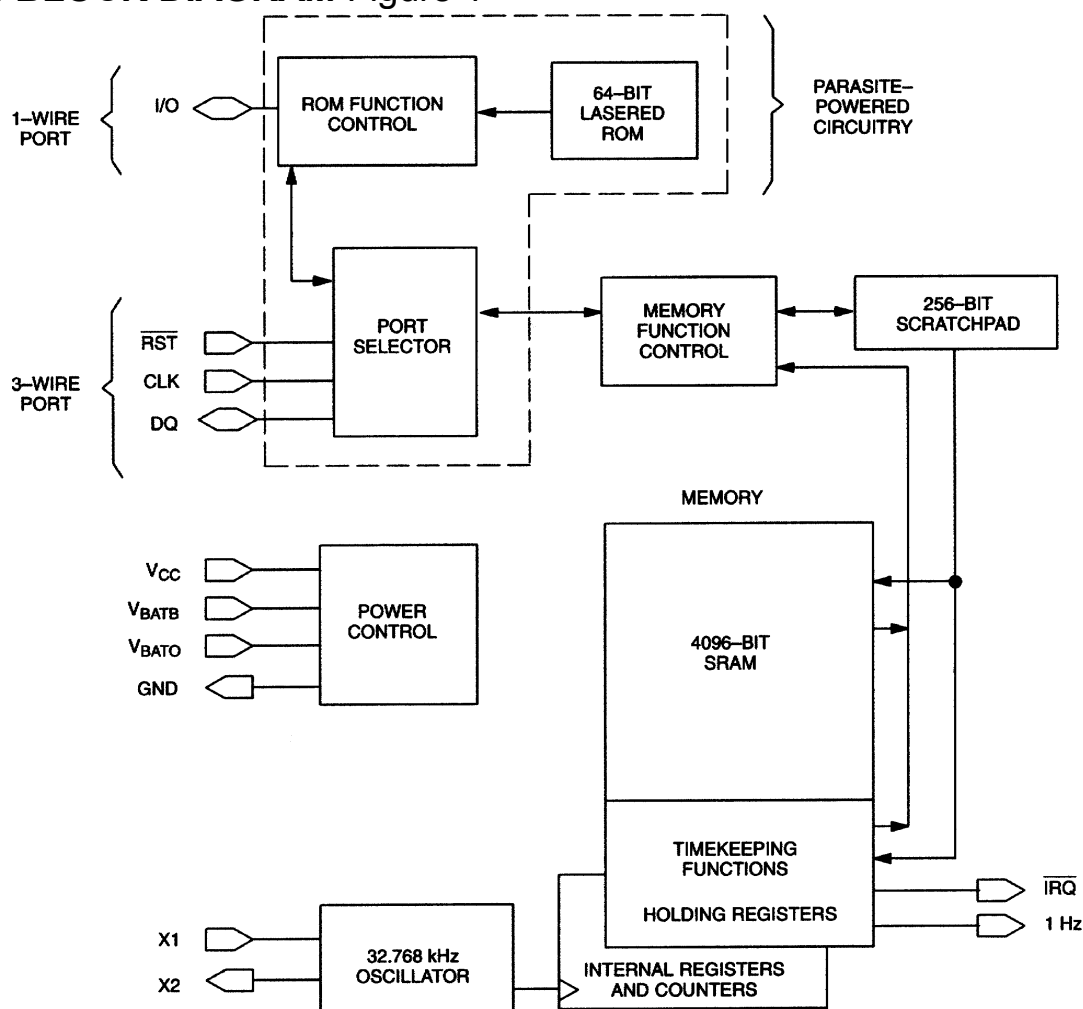 I/O
1–WIRE
PORT
ROM FUNCTION
CONTROL
64–BIT
LASERED
ROM
PARASITE–
POWERED
CIRCUITRY
3–WIRE
PORT
RST
CLK
DQ
PORT
SELECTOR
MEMORY
FUNCTION
CONTROL
256–BIT
SCRATCHPAD
MEMORY
VCC
VBATB
VBATO
GND
POWER
CONTROL
4096–BIT
SRAM
TIMEKEEPING
FUNCTIONS
HOLDING REGISTERS
IRQ
1 Hz
X1
X2
32.768 kHz
OSCILLATOR
INTERNAL REGISTERS
AND COUNTERS